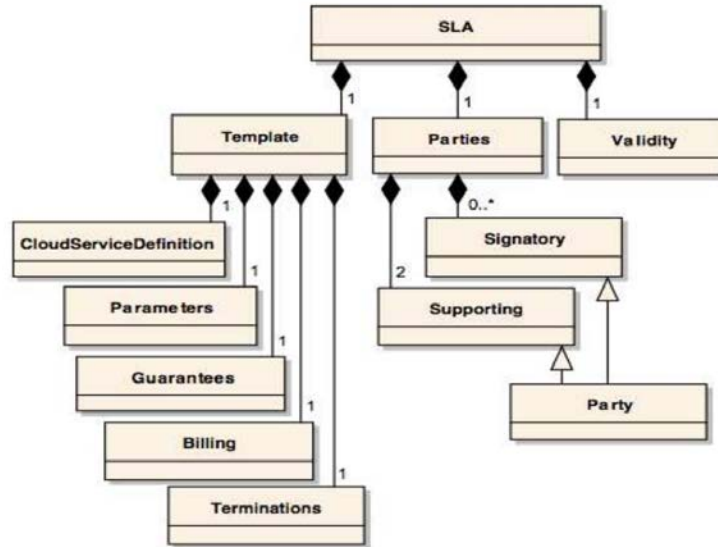 SLA
1
1
1
Template
Parties
Validity
1
0..*
CloudServiceDefinition
Signatory
1
2
Parameters
Supporting
1
Guarantees
Party
1
Billing
1
Terminations